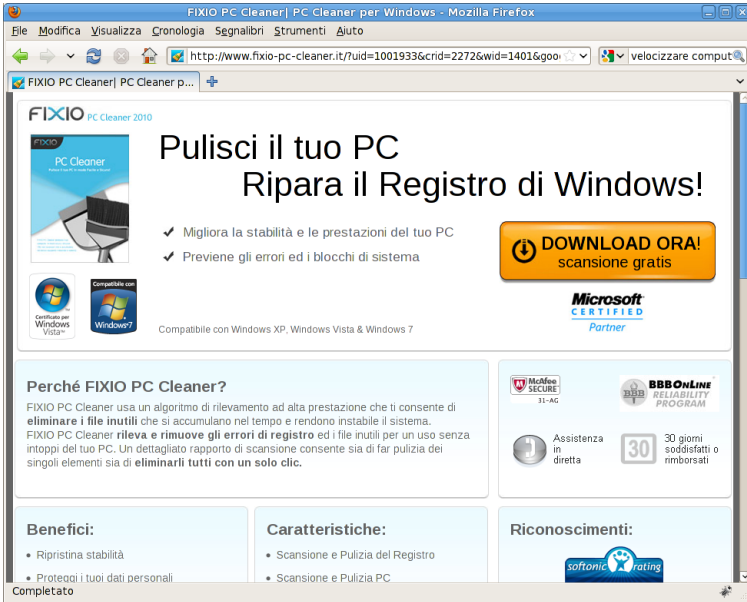 FIXIO PC Cleaner| PC Cleaner per Windows - Mozilla Firefox
File Modifica Visualizza Cronologia Segnalibri Strumenti Aiuto
http://www.fixio-pc-cleaner.it/?uid=1001933&crid=2272&wid=1401&goo
velocizzare comput
FIXIO PC Cleaner| PC Cleaner p...
FIXIO PC Cleaner 2010
FIXIO
PC Cleaner
Pulisci il tuo PC
Ripara il Registro di Windows!
Migliora la stabilità e le prestazioni del tuo PC
Previene gli errori ed i blocchi di sistema
DOWNLOAD ORA!
scansione gratis
Certificato per
Windows
Vista
Compatibile con
Windows 7
Compatibile con Windows XP, Windows Vista & Windows 7
Microsoft
CERTIFIED
Partner
Perché FIXIO PC Cleaner?
FIXIO PC Cleaner usa un algoritmo di rilevamento ad alta prestazione che ti consente di
eliminare i file inutili che si accumulano nel tempo e rendono instabile il sistema.
FIXIO PC Cleaner rileva e rimuove gli errori di registro ed i file inutili per un uso senza
intoppi del tuo PC. Un dettagliato rapporto di scansione consente sia di far pulizia dei
singoli elementi sia di eliminarli tutti con un solo clic.
McAfee
SECURE
31-AG
BBB
BBBONLINE
RELIABILITY
PROGRAM
Assistenza
in
diretta
30
30 giorni
soddisfatti o
rimborsati
Benefici:
Ripristina stabilità
Proteggi i tuoi dati personali
Caratteristiche:
Scansione e Pulizia del Registro
Scansione e Pulizia PC
Riconoscimenti:
softonic rating
Completato